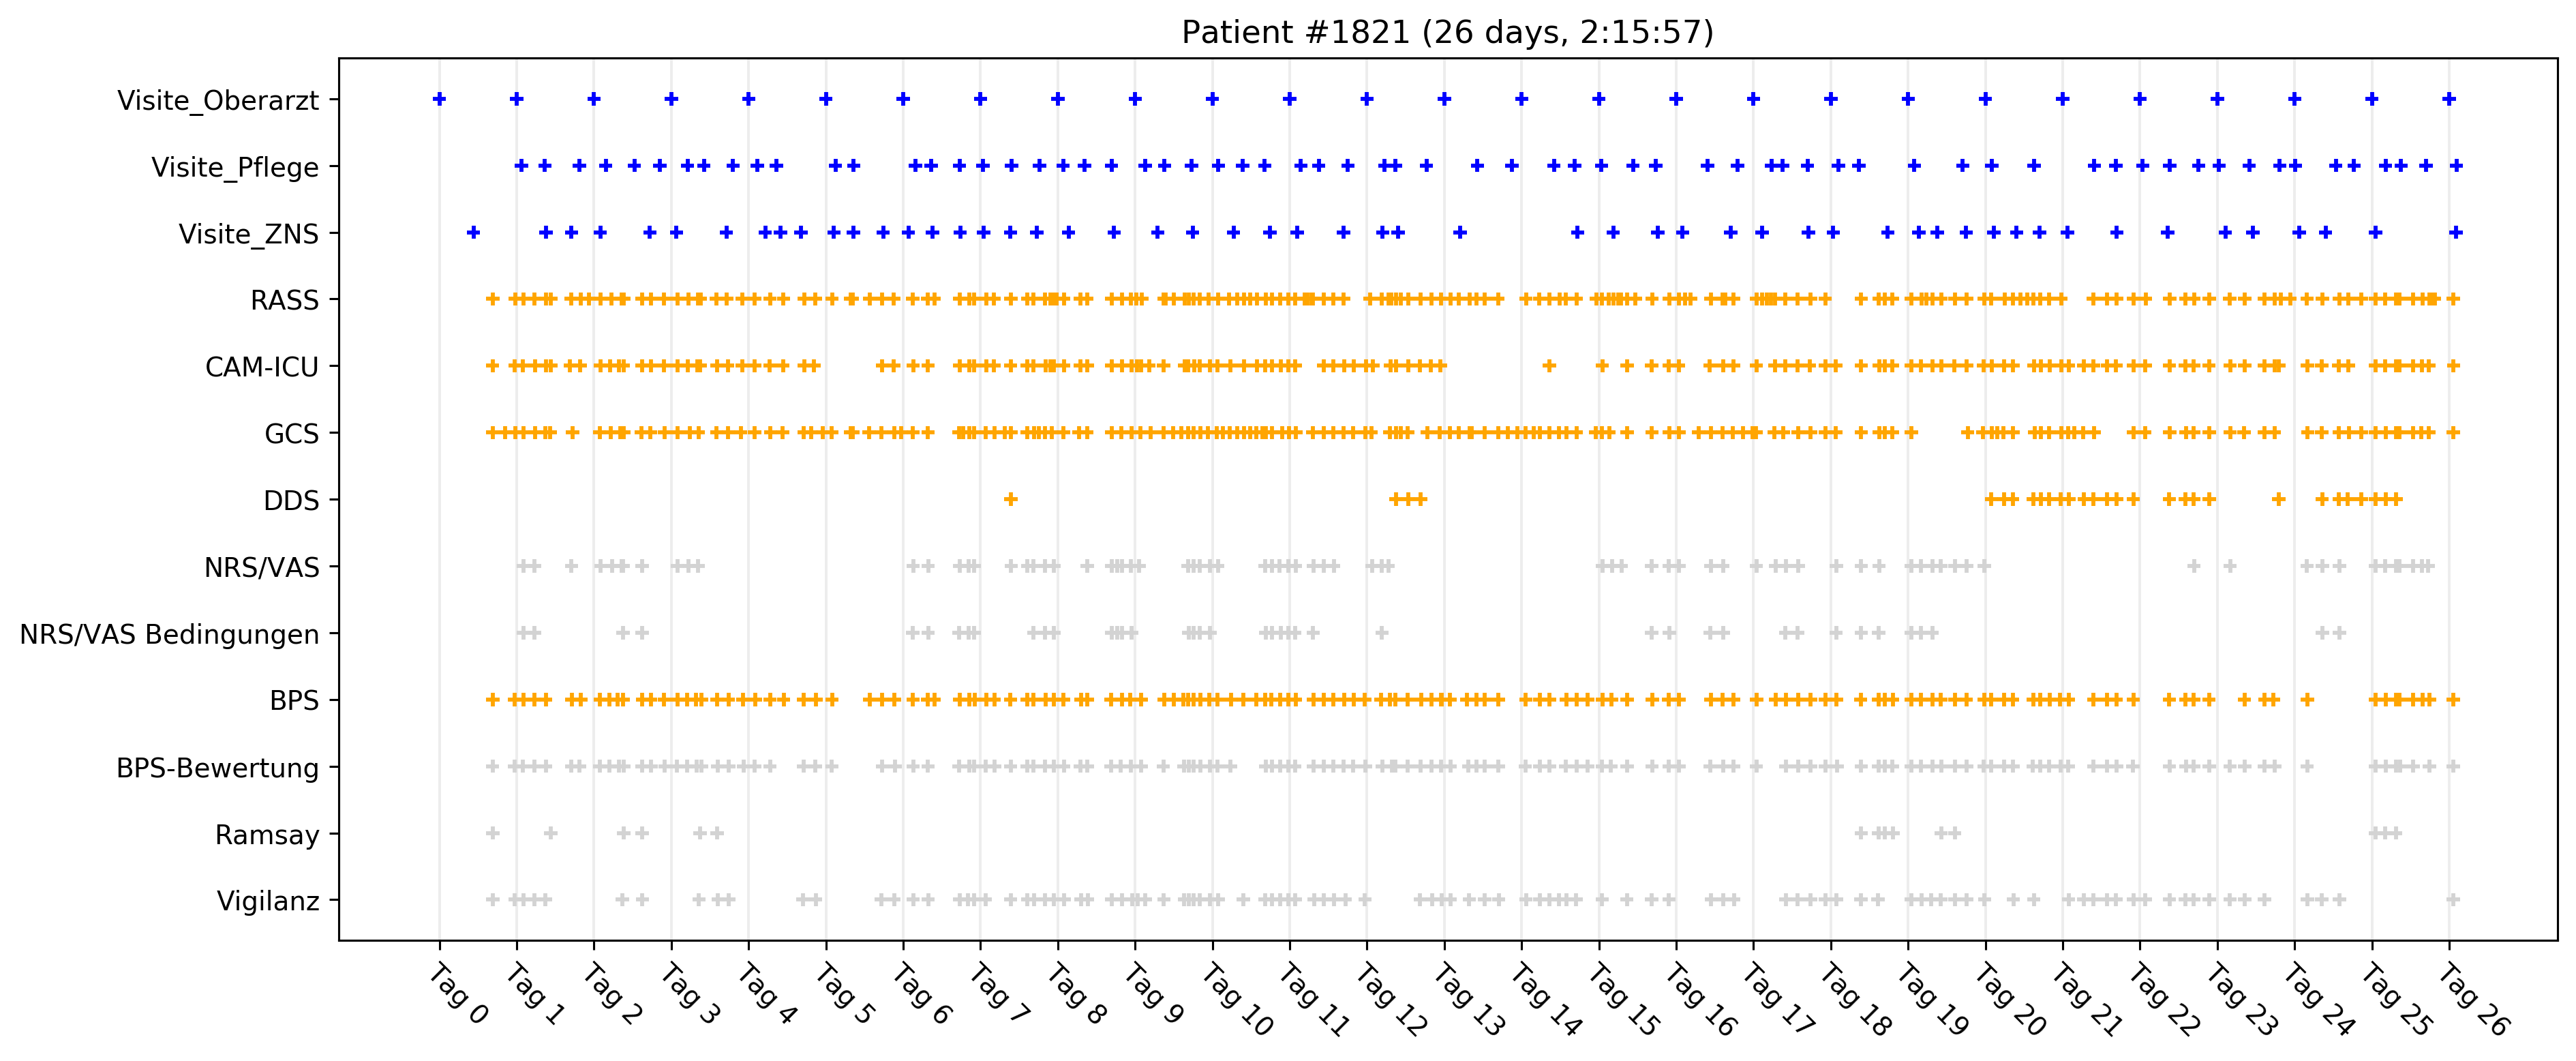 Patient #1821 (26 days, 2:15:57)
Visite_Oberarzt
Visite_Pflege
Visite_ZNS
RASS
CAM-ICU
GCS
DDS
NRS/VAS
NRS/VAS Bedingungen
BPS
BPS-Bewertung
Ramsay
Vigilanz
Tag 0
Tag 1
Tag 2
Tag 3
Tag 4
Tag 5
Tag 6
Tag 7
Tag 8
Tag 9
Tag 10
Tag 11
Tag 12
Tag 13
Tag 14
Tag 15
Tag 16
Tag 17
Tag 18
Tag 19
Tag 20
Tag 21
Tag 22
Tag 23
Tag 24
Tag 25
Tag 26